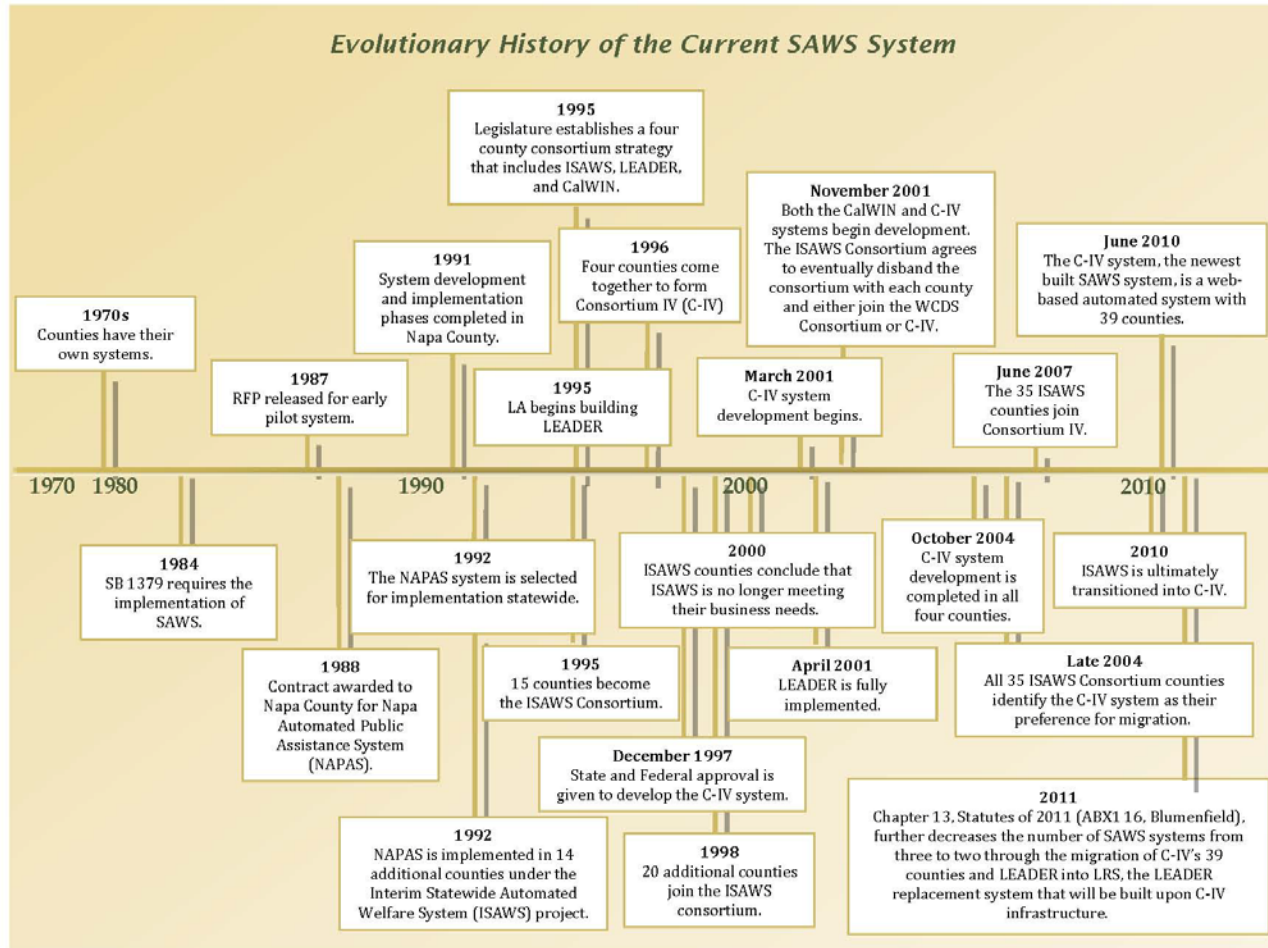 Evolutionary History of the Current SAWS System
1995
Legislature establishes a four
county consortium strategy
that includes ISAWS, LEADER,
and CalWIN.
November 2001
Both the CalWIN and C-IV
systems begin development.
The ISAWS Consortium agrees
to eventually disband the
consortium with each county
and either join the WCDS
Consortium or C-IV.
June 2010
The C-IV system, the newest
built SAWS system, is a web-
based automated system with
39 counties.
1991
System development
and implementation
phases completed in
Napa County.
1996
Four counties come
together to form
Consortium IV (C-IV)
1970s
Counties have their
own systems.
1987
RFP released for early
pilot system.
1995
LA begins building
LEADER
March 2001
C-IV system
development begins.
June 2007
The 35 ISAWS
counties join
Consortium IV.
1970 1980 1990 2000 2010
1984
SB 1379 requires the
implementation of
SAWS.
1992
The NAPAS system is selected
for implementation statewide.
2000
ISAWS counties conclude that
ISAWS is no longer meeting
their business needs.
October 2004
C-IV system
development is
completed in all
four counties.
2010
ISAWS is ultimately
transitioned into C-IV.
1988
Contract awarded to
Napa County for Napa
Automated Public
Assistance System
(NAPAS).
1995
15 counties become
the ISAWS Consortium.
April 2001
LEADER is fully
implemented.
Late 2004
All 35 ISAWS Consortium counties
identify the C-IV system as their
preference for migration.
December 1997
State and Federal approval is
given to develop the C-IV system.
1992
NAPAS is implemented in 14
additional counties under the
Interim Statewide Automated
Welfare System (ISAWS) project.
1998
20 additional counties
join the ISAWS
consortium.
2011
Chapter 13, Statutes of 2011 (ABX1 16, Blumenfield),
further decreases the number of SAWS systems from
three to two through the migration of C-IV's 39
counties and LEADER into LRS, the LEADER
replacement system that will be built upon C-IV
infrastructure.